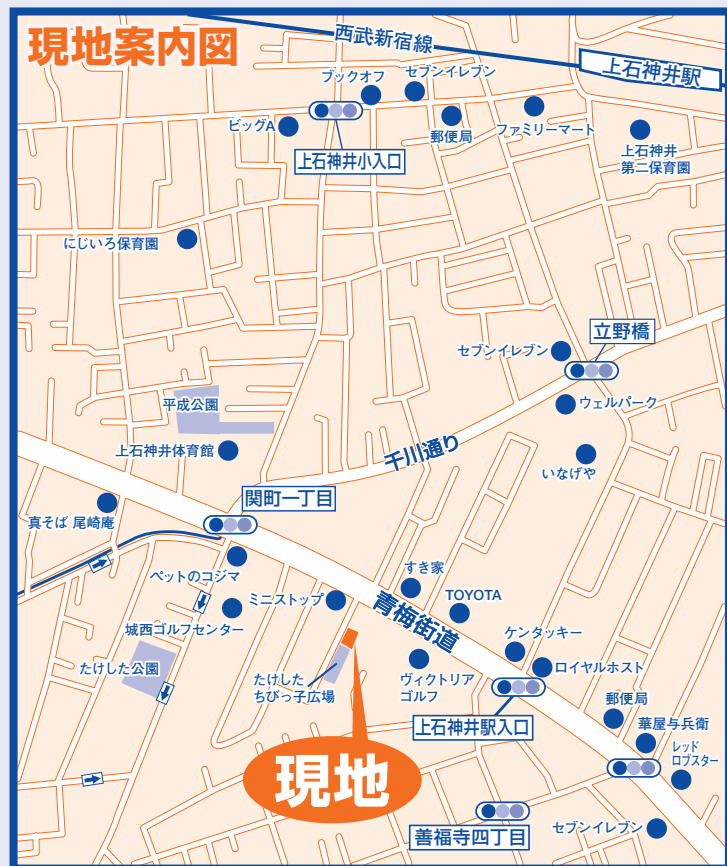 現地案内図
西武新宿線
上石神井駅
ブックオフ
セブンイレブン
ビッグA
郵便局
ファミリーマート
上石神井小入口
上石神井
第二保育園
にじいろ保育園
立野橋
セブンイレブン
ウェルパーク
平成公園
上石神井体育館
千川通り
いなげや
関町一丁目
真そば 尾崎庵
ペットのコジマ
すき家
ミニストップ
青梅街道
TOYOTA
城西ゴルフセンター
ケンタッキー
たけした公園
たけした
ちびっ子広場
ヴィクトリア
ゴルフ
ロイヤルホスト
郵便局
上石神井駅入口
華屋与兵衛
レッド
ロブスター
現地
善福寺四丁目
セブンイレブン